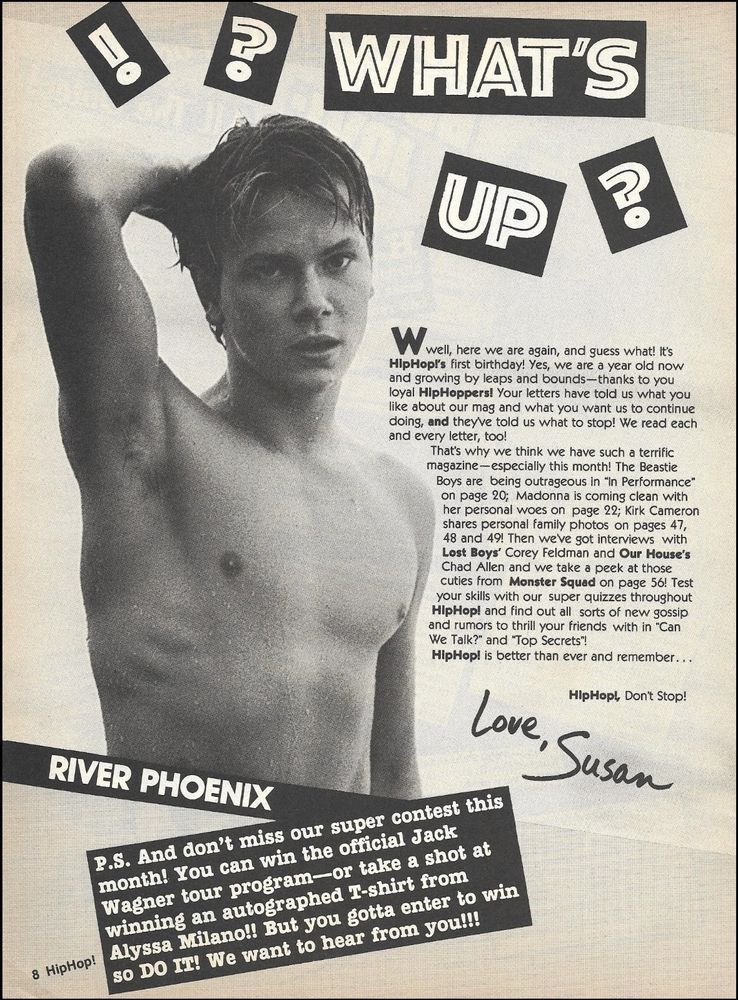 ! ? WHAT'S
UP ?
W well, here we are again, and guess what! It's
HipHop!'s first birthday! Yes, we are a year old now
and growing by leaps and bounds—thanks to you
loyal HipHoppers! Your letters have told us what you
like about our mag and what you want us to continue
doing, and they've told us what to stop! We read each
and every letter, too!
That's why we think we have such a terrific
magazine—especially this month! The Beastie
Boys are being outrageous in "In Performance"
on page 20; Madonna is coming clean with
her personal woes on page 22; Kirk Cameron
shares personal family photos on pages 47,
48 and 49! Then we've got interviews with
Lost Boys' Corey Feldman and Our House's
Chad Allen and we take a peek at those
cuties from Monster Squad on page 56! Test
your skills with our super quizzes throughout
HipHop! and find out all sorts of new gossip
and rumors to thrill your friends with in "Can
We Talk?" and "Top Secrets"!
HipHop! is better than ever and remember...
HipHop!, Don't Stop!
Love,
Susan
RIVER PHOENIX
P.S. And don't miss our super contest this
month! You can win the official Jack
Wagner tour program—or take a shot at
winning an autographed T-shirt from
Alyssa Milano!! But you gotta enter to win
so DO IT! We want to hear from you!!!
8 HipHop!